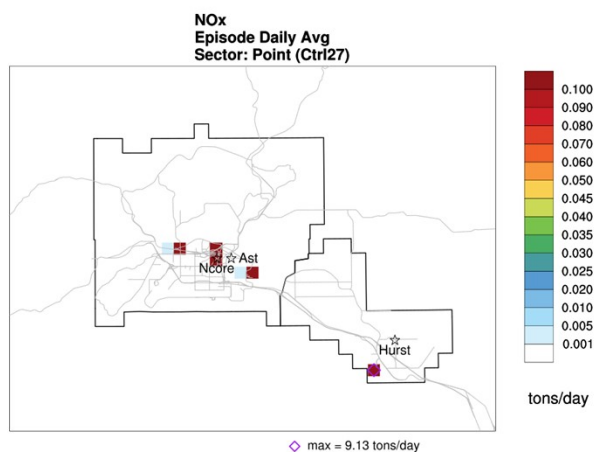 NOx
Episode Daily Avg
Sector: Point (Ctrl27)
Ast
Ncore
Hurst
0.100
0.090
0.080
0.070
0.060
0.050
0.045
0.040
0.035
0.030
0.025
0.020
0.010
0.005
0.001
tons/day
max = 9.13 tons/day